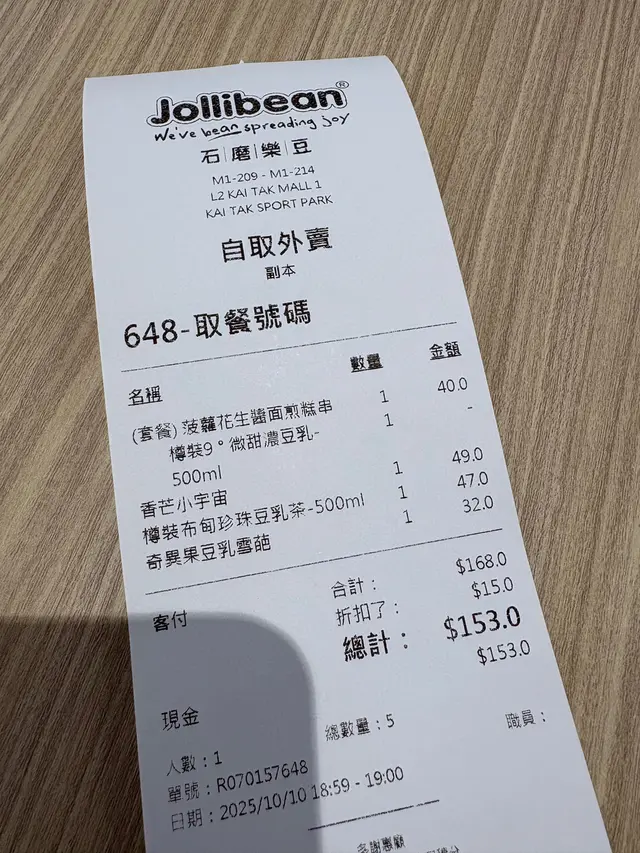 Jollibean®
We've bean spreading joy
石|磨|樂|豆
M1-209 - M1-214
L2 KAI TAK MALL 1
KAI TAK SPORT PARK
自取外賣
副本
648-取餐號碼
名稱 數量 金額
(套餐) 菠蘿花生醬面煎糕串 1 40.0
樽裝9。微甜濃豆乳- 1 -
500ml
香芒小宇宙 1 49.0
樽裝布甸珍珠豆乳茶-500ml 1 47.0
奇異果豆乳雪葩 1 32.0
合計： $168.0
折扣了： $15.0
總計： $153.0
客付 $153.0
現金
人數：1 總數量：5 職員：
單號：R070157648
日期：2025/10/10 18:59 - 19:00
多謝惠顧